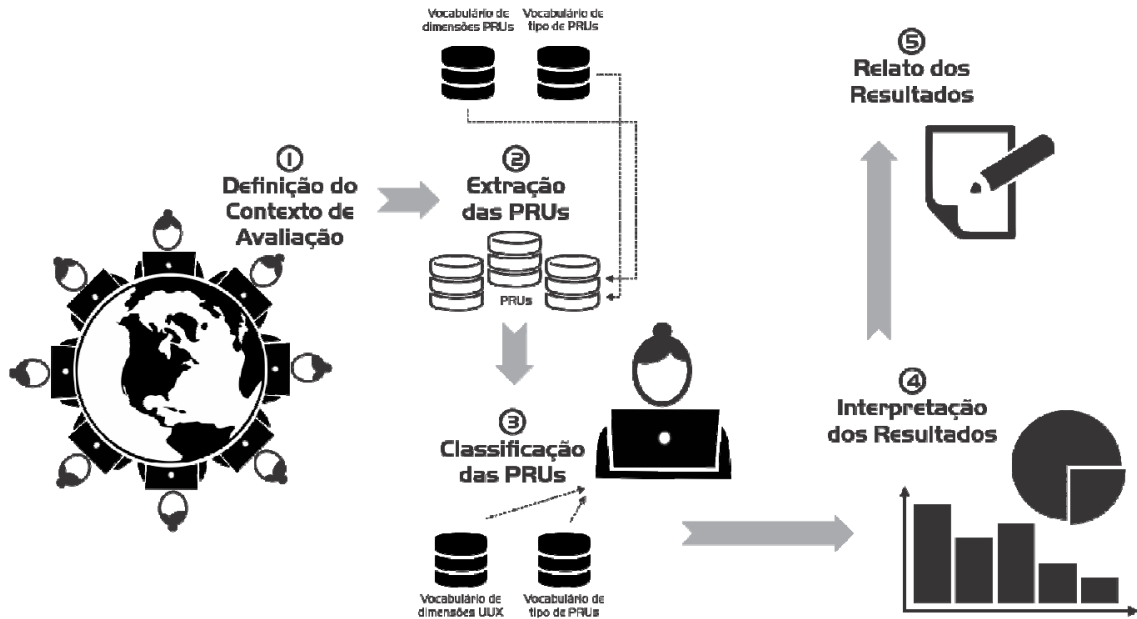 Vocabulário de
dimensões PRUs
Vocabulário de
tipo de PRUs
①
Definição do
Contexto de
Avaliação
②
Extração
das PRUs
PRUs
③
Classificação
das PRUs
Vocabulário de
dimensões UUX
Vocabulário de
tipo de PRUs
④
Interpretação
dos Resultados
⑤
Relato dos
Resultados